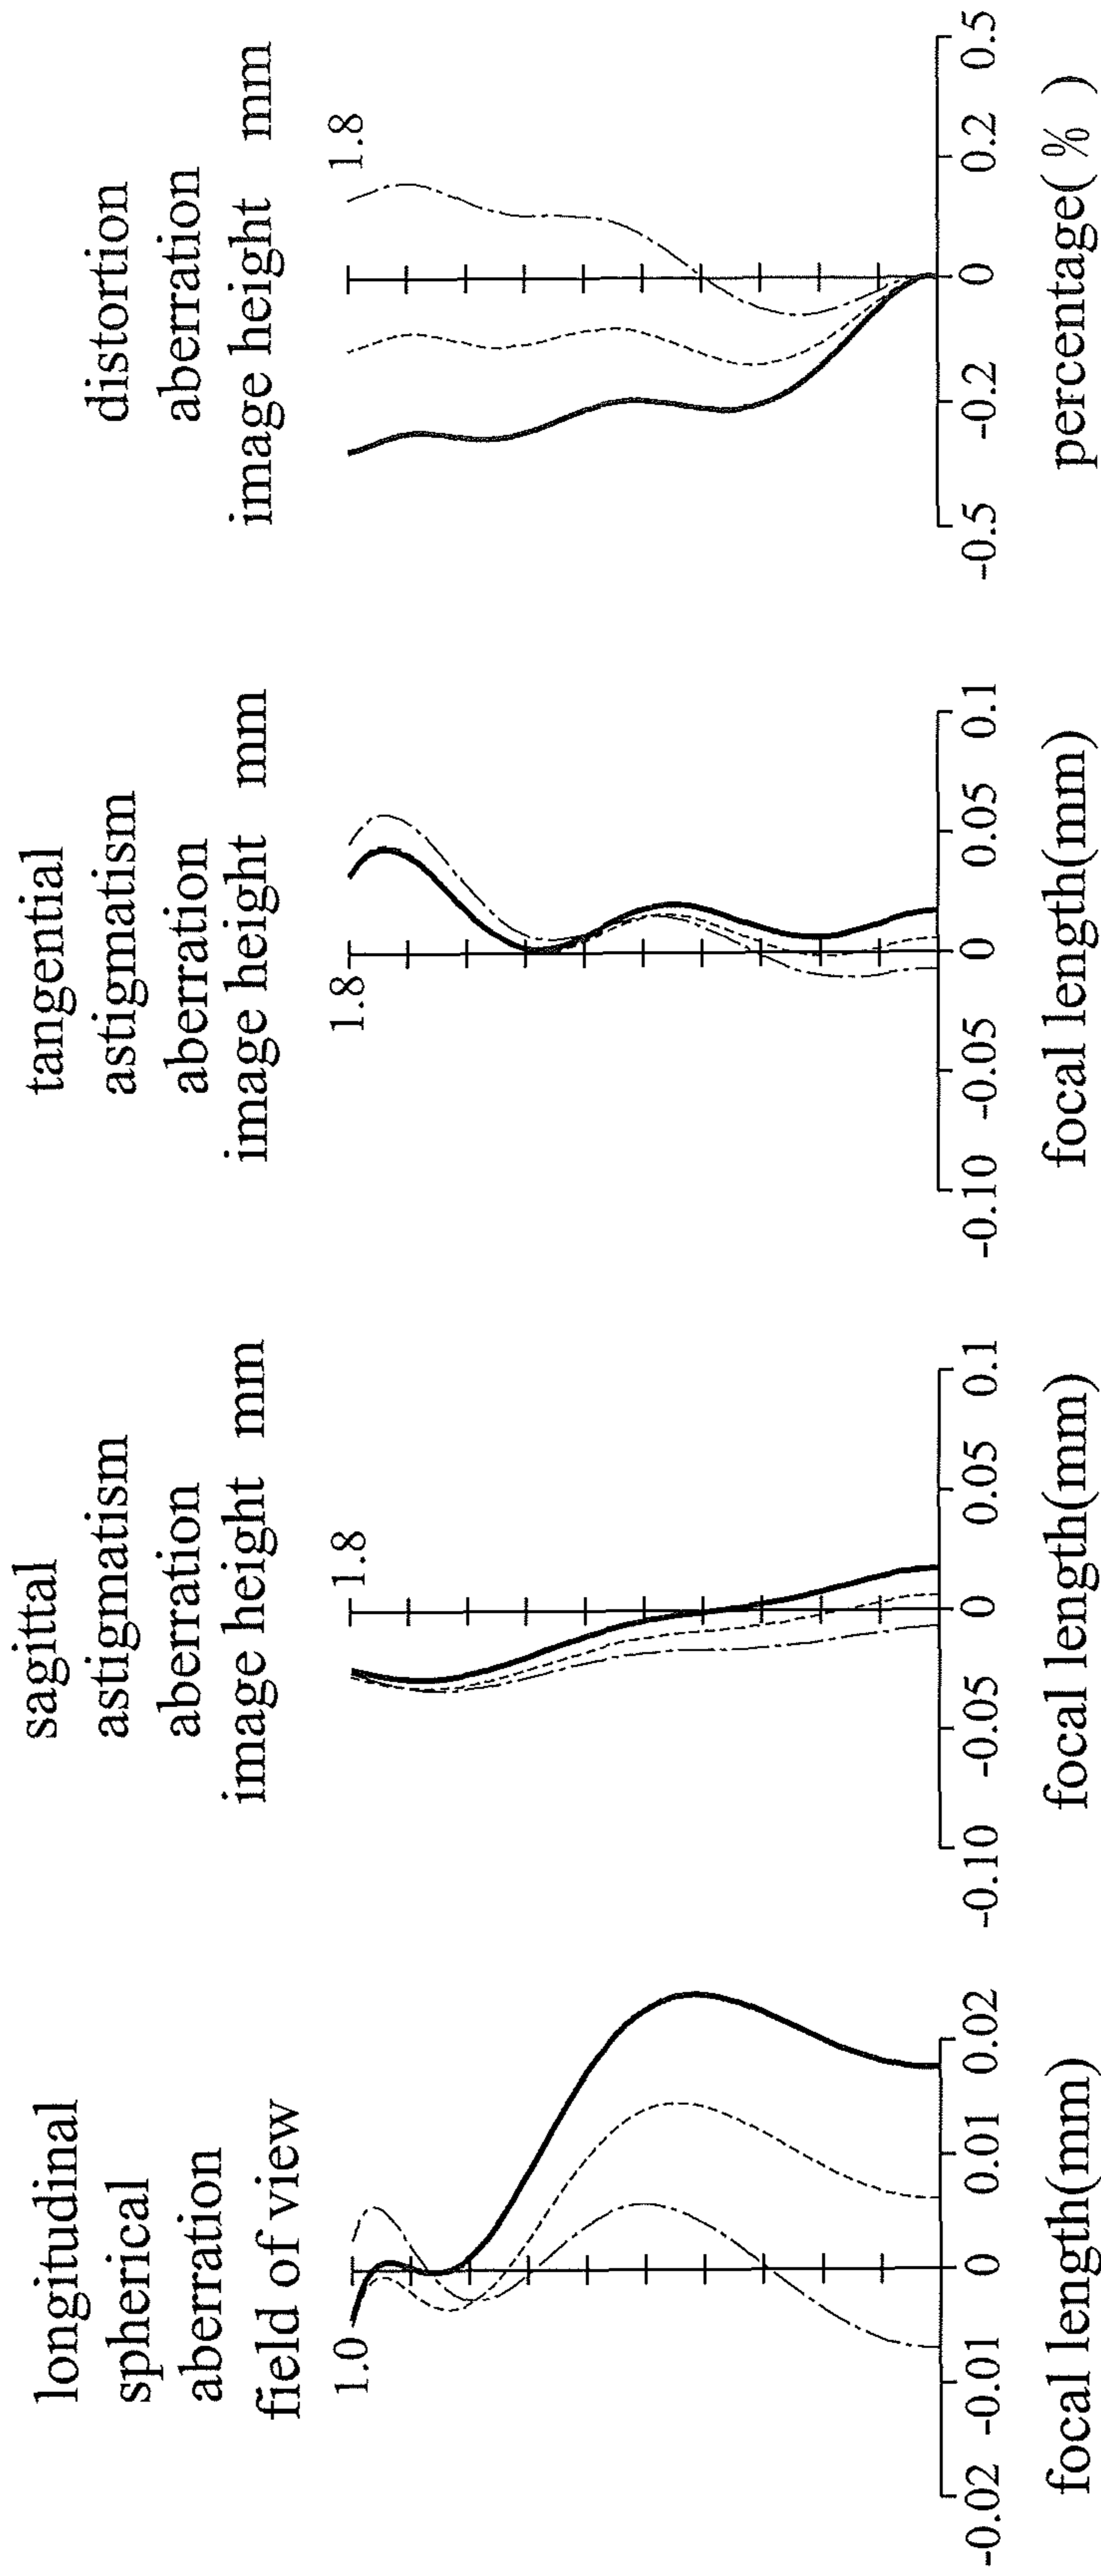 longitudinal
spherical
aberration
field of view
1.0
-0.02 -0.01 0 0.01 0.02
focal length(mm)
sagittal
astigmatism
aberration
image height mm
1.8
-0.10 -0.05 0 0.05 0.1
focal length(mm)
tangential
astigmatism
aberration
image height mm
1.8
-0.10 -0.05 0 0.05 0.1
focal length(mm)
distortion
aberration
image height mm
1.8
-0.5 -0.2 0 0.2 0.5
percentage( % )